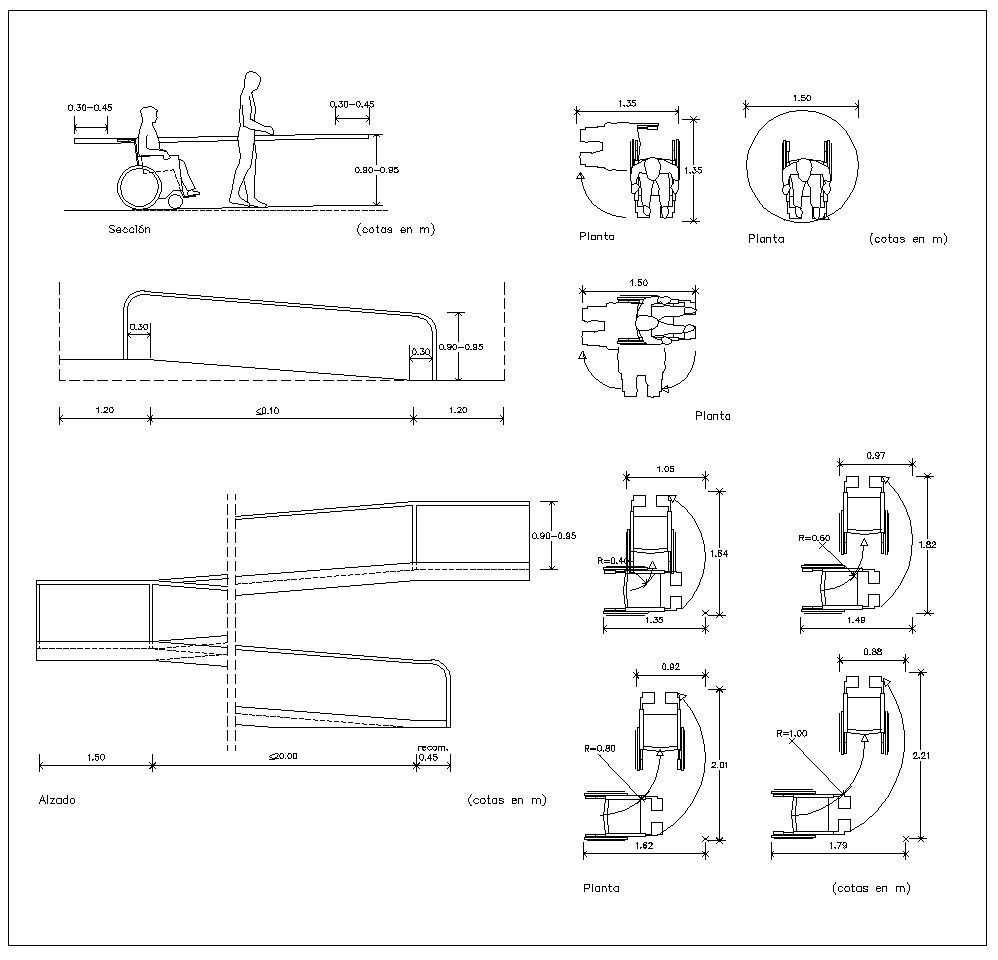 0.30-0.45
0.30-0.45
0.90-0.95
Sección
(cotas en m)
1.35
1.35
Planta
1.50
Planta
(cotas en m)
0.30
0.30
0.90-0.95
1.20
≤0.10
1.20
1.50
Planta
0.90-0.95
1.50
≤20.00
recom.
0.45
Alzado
(cotas en m)
1.05
R=0.46
1.64
1.35
0.97
R=0.60
1.82
1.49
0.92
R=0.80
2.01
1.62
0.88
R=1.00
2.21
1.79
Planta
(cotas en m)